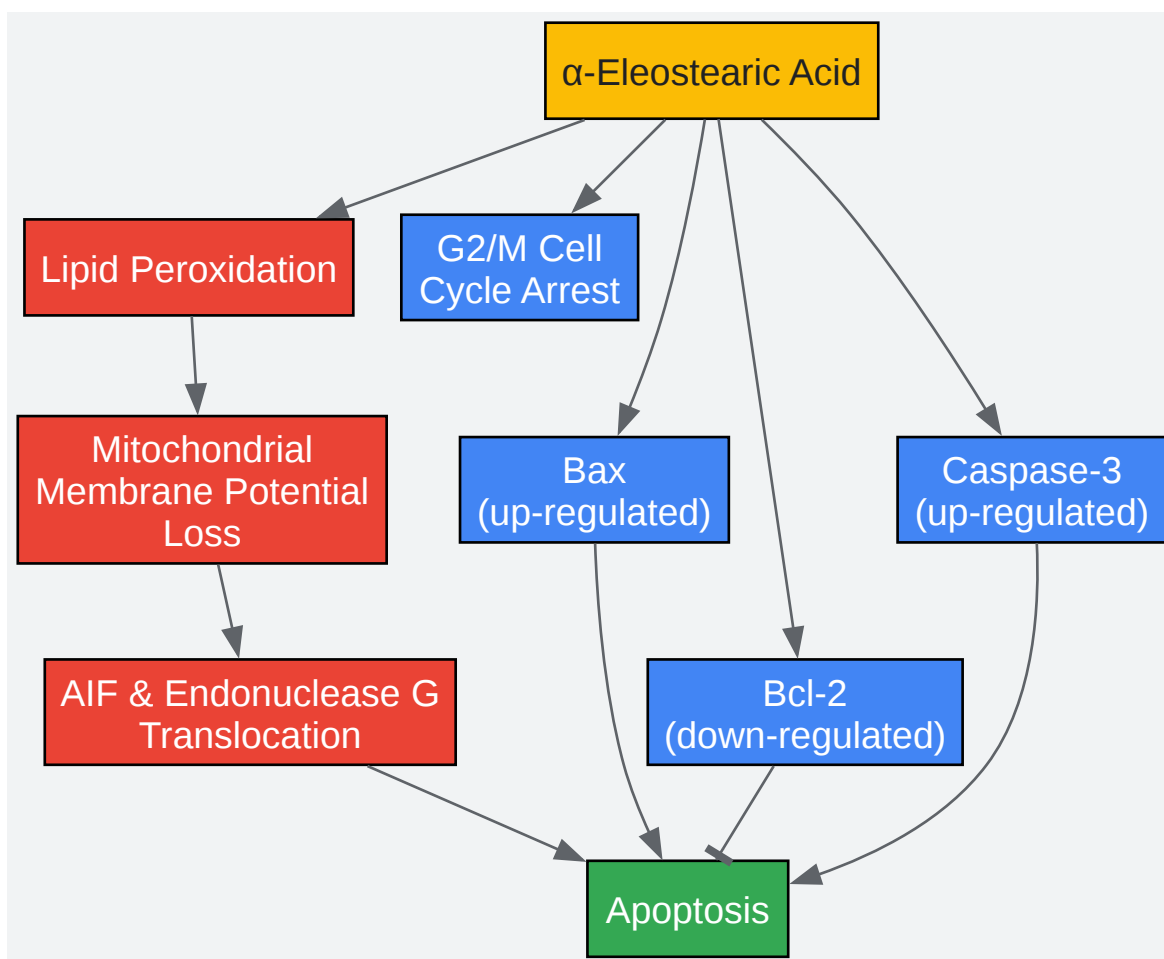 α-Eleostearic Acid
Lipid Peroxidation
G2/M Cell
Cycle Arrest
Mitochondrial
Membrane Potential
Loss
Bax
(up-regulated)
Caspase-3
(up-regulated)
AIF & Endonuclease G
Translocation
Bcl-2
(down-regulated)
Apoptosis